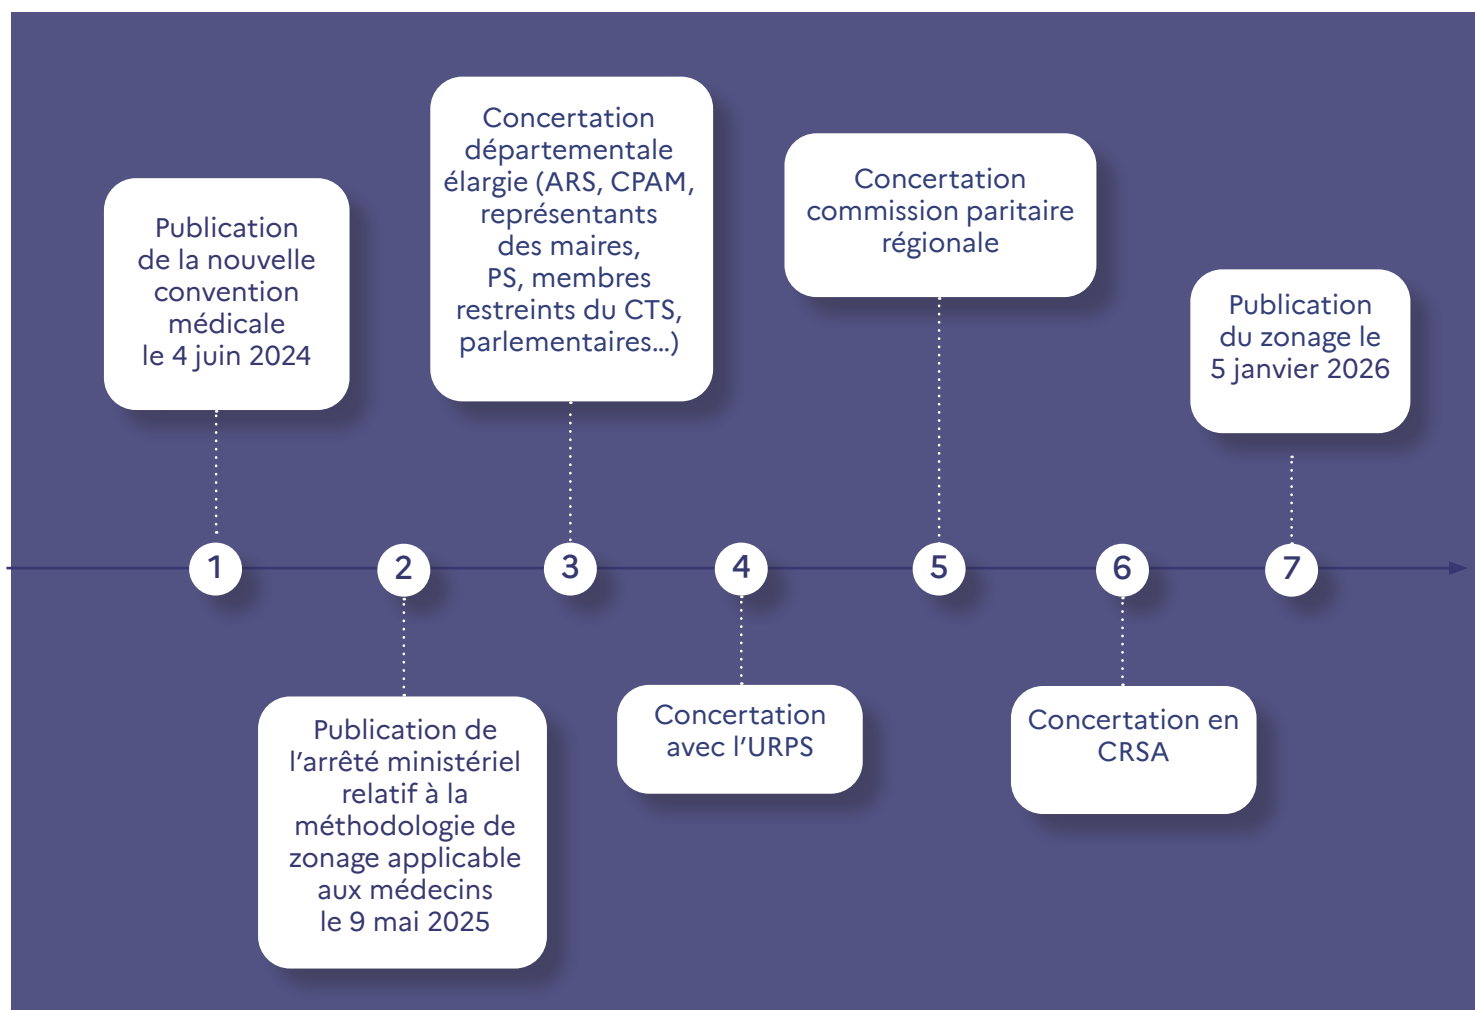 Publication
de la nouvelle
convention
médicale
le 4 juin 2024
Concertation
départementale
élargie (ARS, CPAM,
représentants
des maires,
PS, membres
restreints du CTS,
parlementaires...)
Concertation
commission paritaire
régionale
Publication
du zonage le
5 janvier 2026
1
2
3
4
5
6
7
Publication de
l’arrêté ministériel
relatif à la
méthodologie de
zonage applicable
aux médecins
le 9 mai 2025
Concertation
avec l’URPS
Concertation en
CRSA